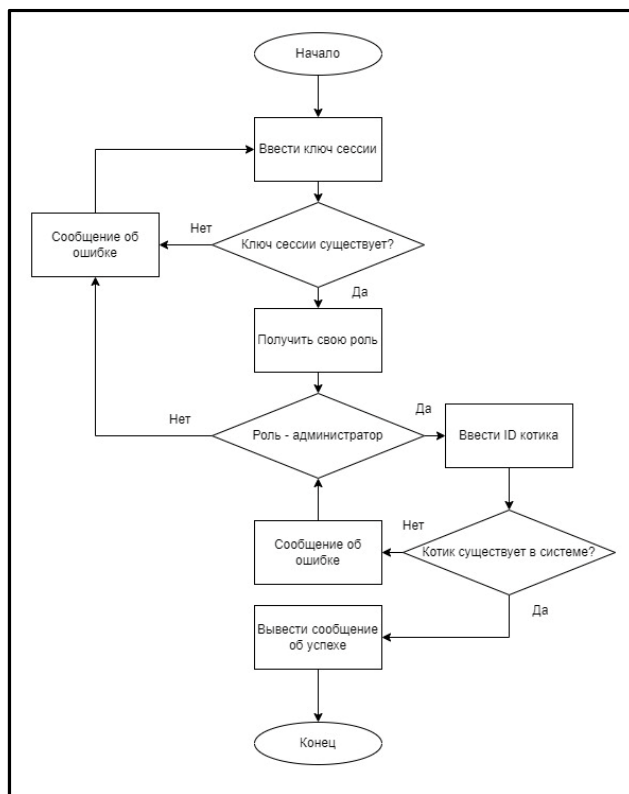 Начало
Ввести ключ сессии
Сообщение об
ошибке
Нет
Ключ сессии существует?
Да
Получить свою роль
Нет
Роль - администратор
Да
Ввести ID котика
Сообщение об
ошибке
Нет
Котик существует в системе?
Да
Вывести сообщение
об успехе
Конец